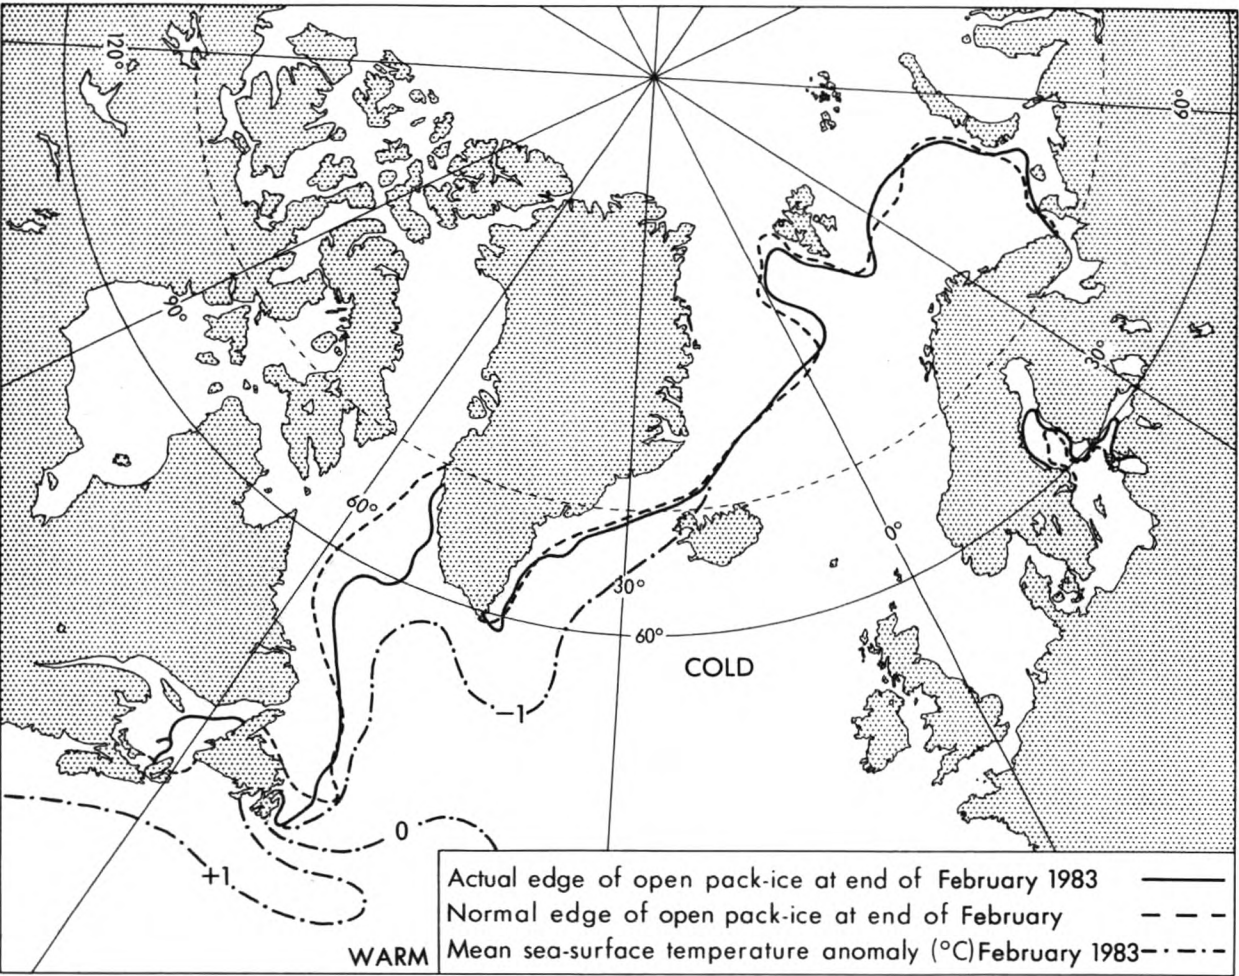 120°
60°
90°
30°
60°
0°
30°
60°
COLD
-1
0
+1
WARM
Actual edge of open pack-ice at end of February 1983
Normal edge of open pack-ice at end of February
Mean sea-surface temperature anomaly (°C) February 1983